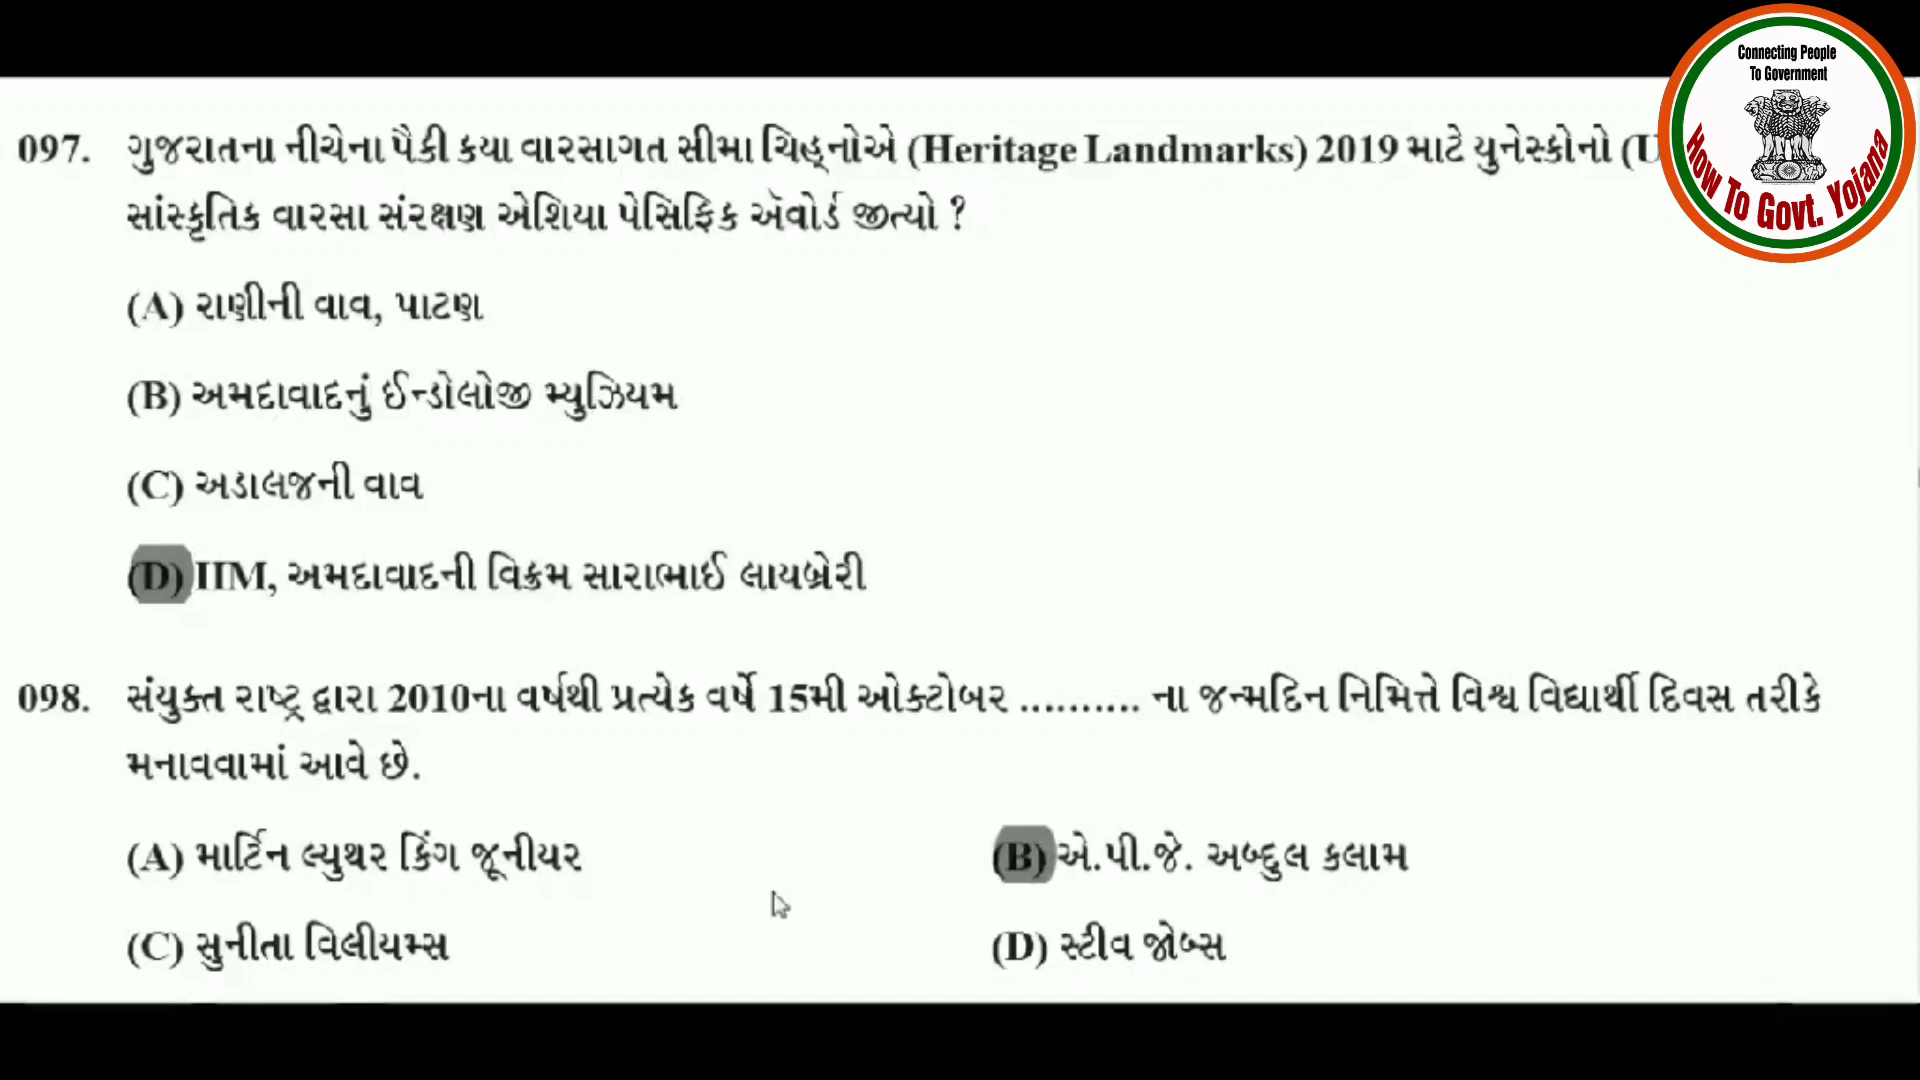 Connecting People
To Government
How To Govt. Yojana
097. ગુજરાતના નીચેના પૈકી કયા વારસાગત સીમા ચિહ્નોએ (Heritage Landmarks) 2019 માટે યુનેસ્કોનો (U
સાંસ્કૃતિક વારસા સંરક્ષણ એશિયા પેસિફિક ઍવોર્ડ જીત્યો ?
(A) રાણીની વાવ, પાટણ
(B) અમદાવાદનું ઈન્ડોલોજી મ્યુઝિયમ
(C) અડાલજની વાવ
(D) IIM, અમદાવાદની વિક્રમ સારાભાઈ લાયબ્રેરી
098. સંયુક્ત રાષ્ટ્ર દ્વારા 2010ના વર્ષથી પ્રત્યેક વર્ષે 15મી ઓક્ટોબર .......... ના જન્મદિન નિમિત્તે વિશ્વ વિદ્યાર્થી દિવસ તરીકે
મનાવવામાં આવે છે.
(A) માર્ટિન લ્યુથર કિંગ જૂનીયર (B) એ.પી.જે. અબ્દુલ કલામ
(C) સુનીતા વિલીયમ્સ (D) સ્ટીવ જોબ્સ